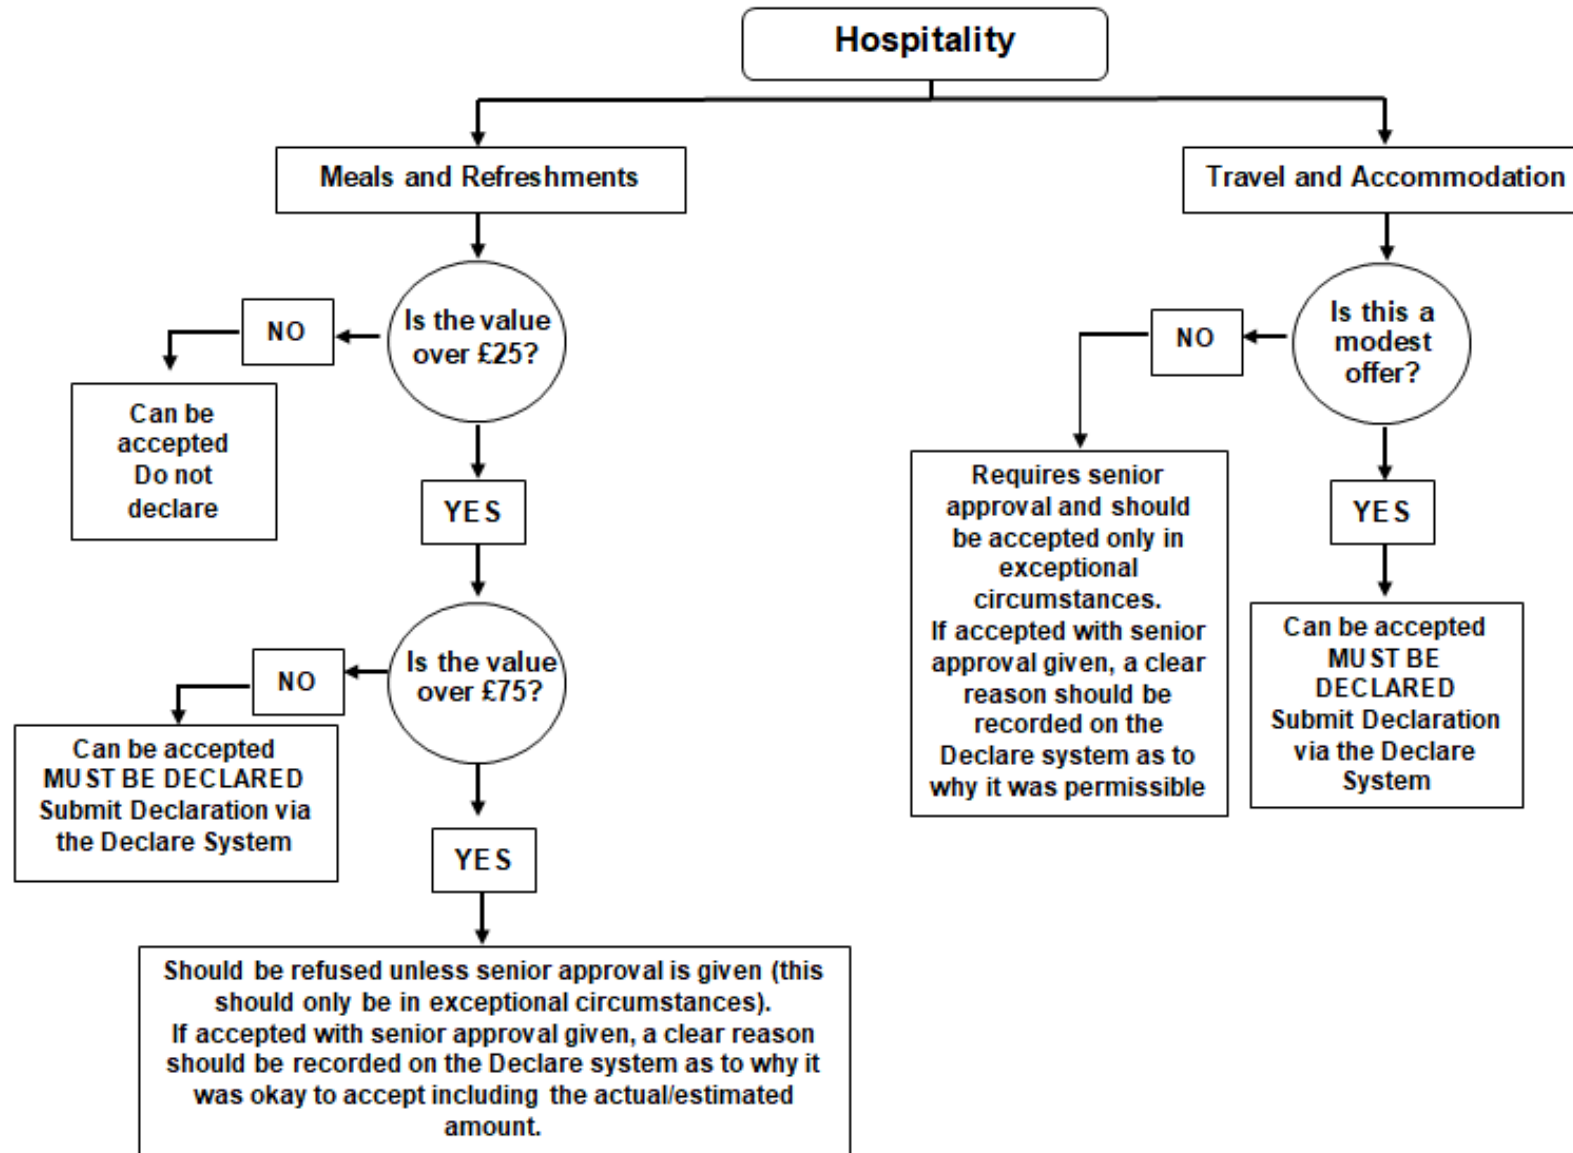 Hospitality
Meals and Refreshments
Travel and Accommodation
Is the value
over £25?
NO
Can be
accepted
Do not
declare
YES
Is the value
over £75?
NO
Can be accepted
MUST BE DECLARED
Submit Declaration via
the Declare System
YES
Should be refused unless senior approval is given (this
should only be in exceptional circumstances).
If accepted with senior approval given, a clear reason
should be recorded on the Declare system as to why it
was okay to accept including the actual/estimated
amount.
Is this a
modest
offer?
NO
Requires senior
approval and should
be accepted only in
exceptional
circumstances.
If accepted with senior
approval given, a clear
reason should be
recorded on the
Declare system as to
why it was permissible
YES
Can be accepted
MUST BE
DECLARED
Submit Declaration
via the Declare
System